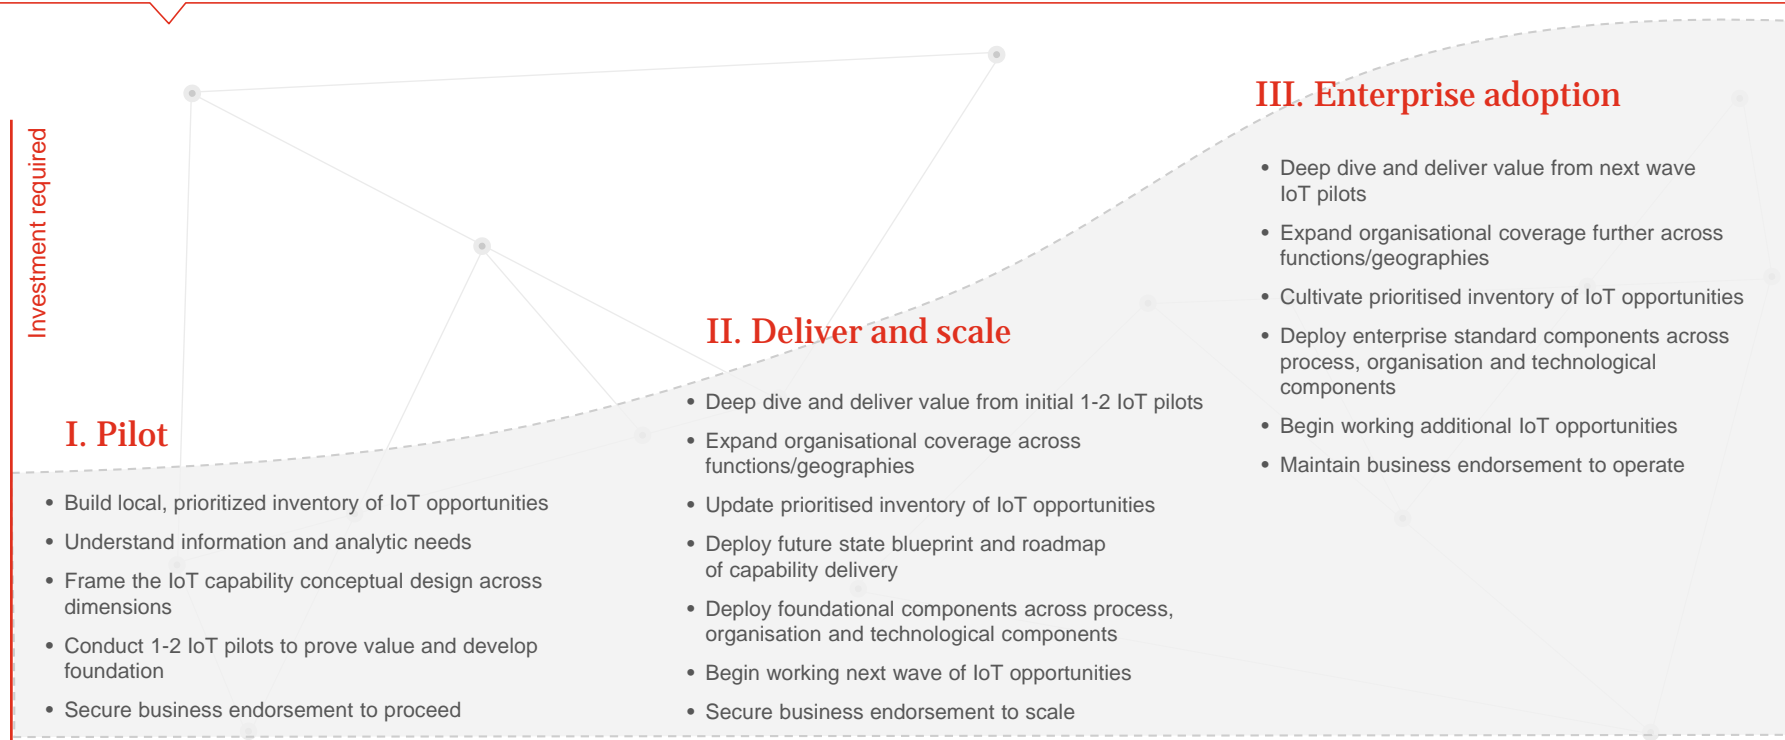 Investment required
I. Pilot
• Build local, prioritized inventory of IoT opportunities
• Understand information and analytic needs
• Frame the IoT capability conceptual design across
dimensions
• Conduct 1-2 IoT pilots to prove value and develop
foundation
• Secure business endorsement to proceed
II. Deliver and scale
• Deep dive and deliver value from initial 1-2 IoT pilots
• Expand organisational coverage across
functions/geographies
• Update prioritised inventory of IoT opportunities
• Deploy future state blueprint and roadmap
of capability delivery
• Deploy foundational components across process,
organisation and technological components
• Begin working next wave of IoT opportunities
• Secure business endorsement to scale
III. Enterprise adoption
• Deep dive and deliver value from next wave
IoT pilots
• Expand organisational coverage further across
functions/geographies
• Cultivate prioritised inventory of IoT opportunities
• Deploy enterprise standard components across
process, organisation and technological
components
• Begin working additional IoT opportunities
• Maintain business endorsement to operate